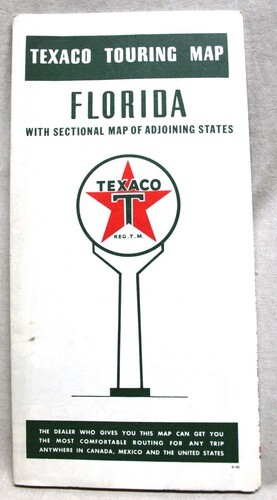 TEXACO TOURING MAP
FLORIDA
WITH SECTIONAL MAP OF ADJOINING STATES
TEXACO
T
REG. T. M.
THE DEALER WHO GIVES YOU THIS MAP CAN GET YOU
THE MOST COMFORTABLE ROUTING FOR ANY TRIP
ANYWHERE IN CANADA, MEXICO AND THE UNITED STATES